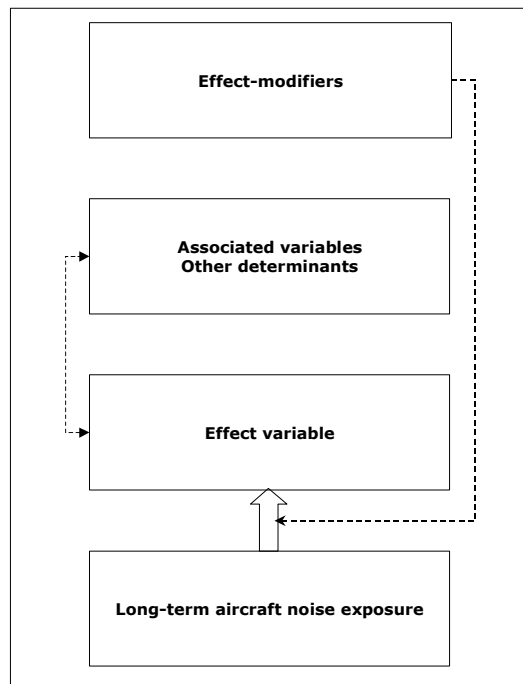 Effect-modifiers
Associated variables
Other determinants
Effect variable
Long-term aircraft noise exposure